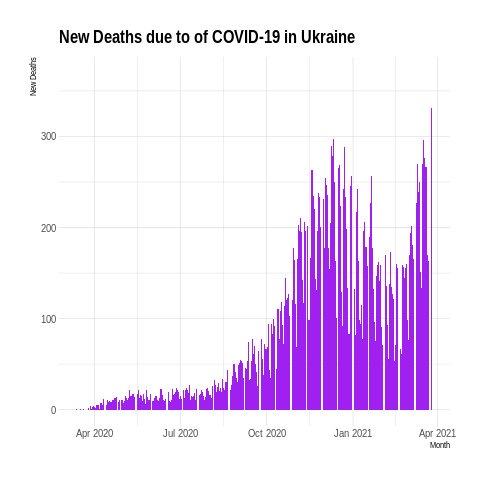 New Deaths due to of COVID-19 in Ukraine
New Deaths
300
200
100
0
Apr 2020 Jul 2020 Oct 2020 Jan 2021 Apr 2021
Month